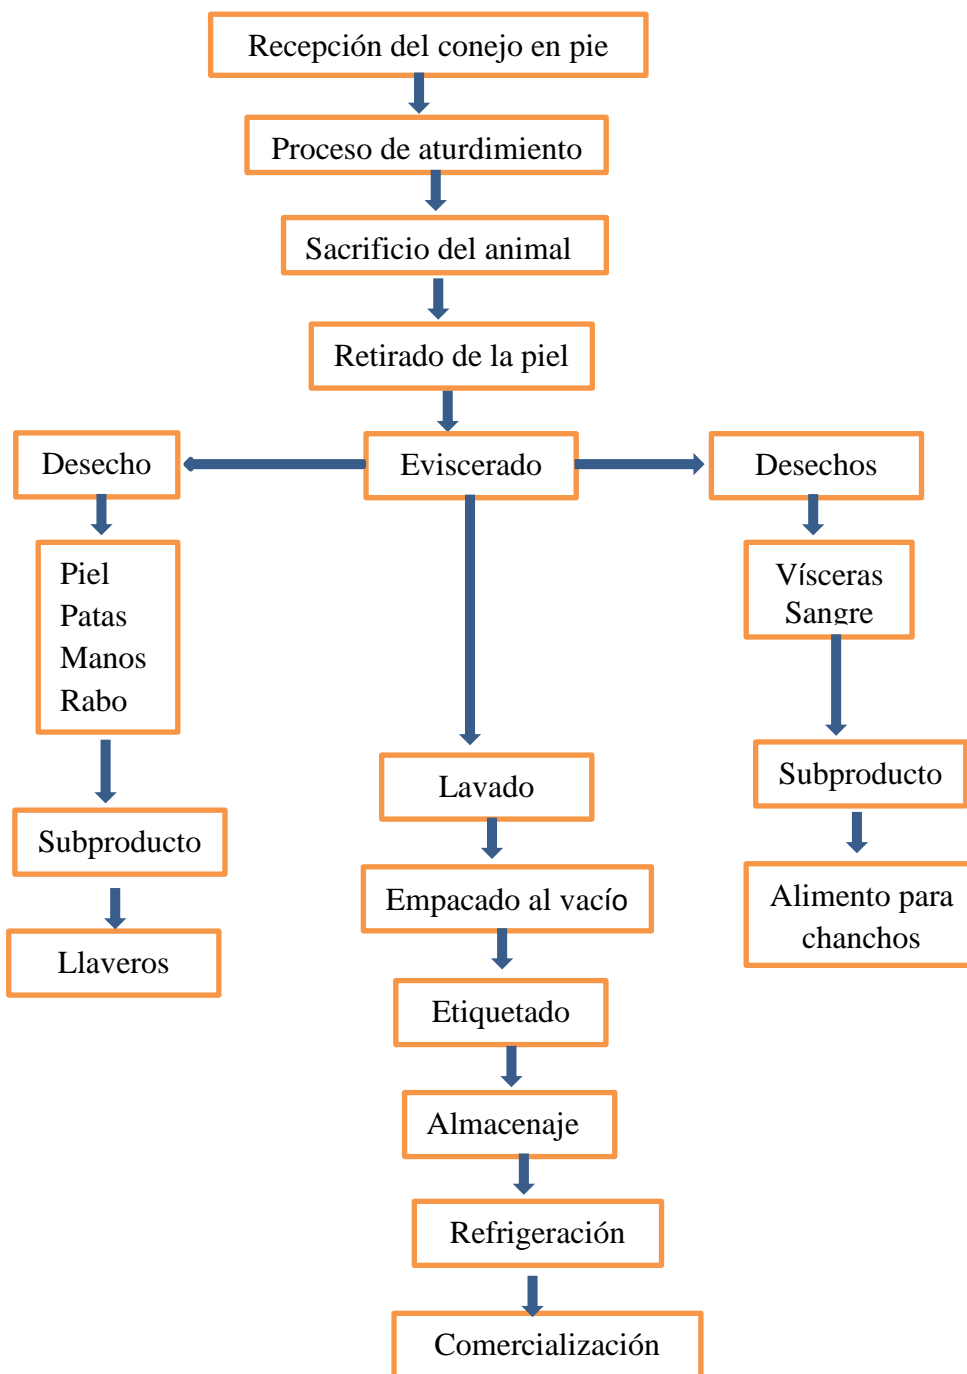 Recepción del conejo en pie
Proceso de aturdimiento
Sacrificio del animal
Retirado de la piel
Desecho
Eviscerado
Desechos
Piel
Patas
Manos
Rabo
Vísceras
Sangre
Subproducto
Llaveros
Lavado
Empacado al vacío
Etiquetado
Almacenaje
Refrigeración
Comercialización
Subproducto
Alimento para
chanchos